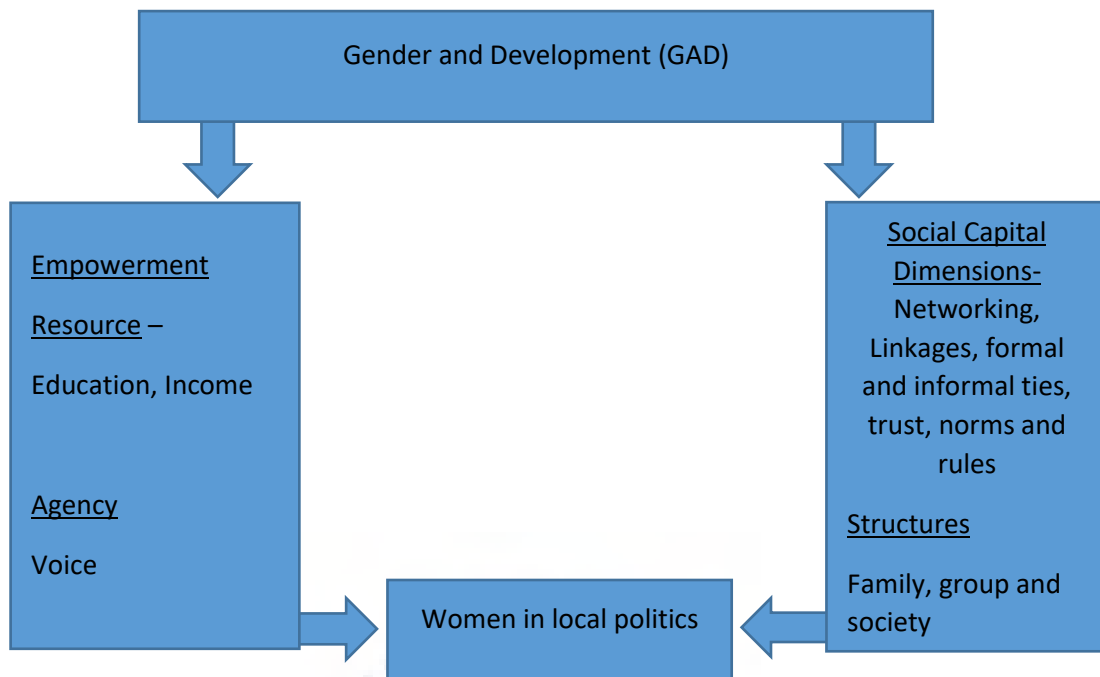 Gender and Development (GAD)
Empowerment
Resource –
Education, Income
Agency
Voice
Social Capital
Dimensions-
Networking,
Linkages, formal
and informal ties,
trust, norms and
rules
Structures
Family, group and
society
Women in local politics